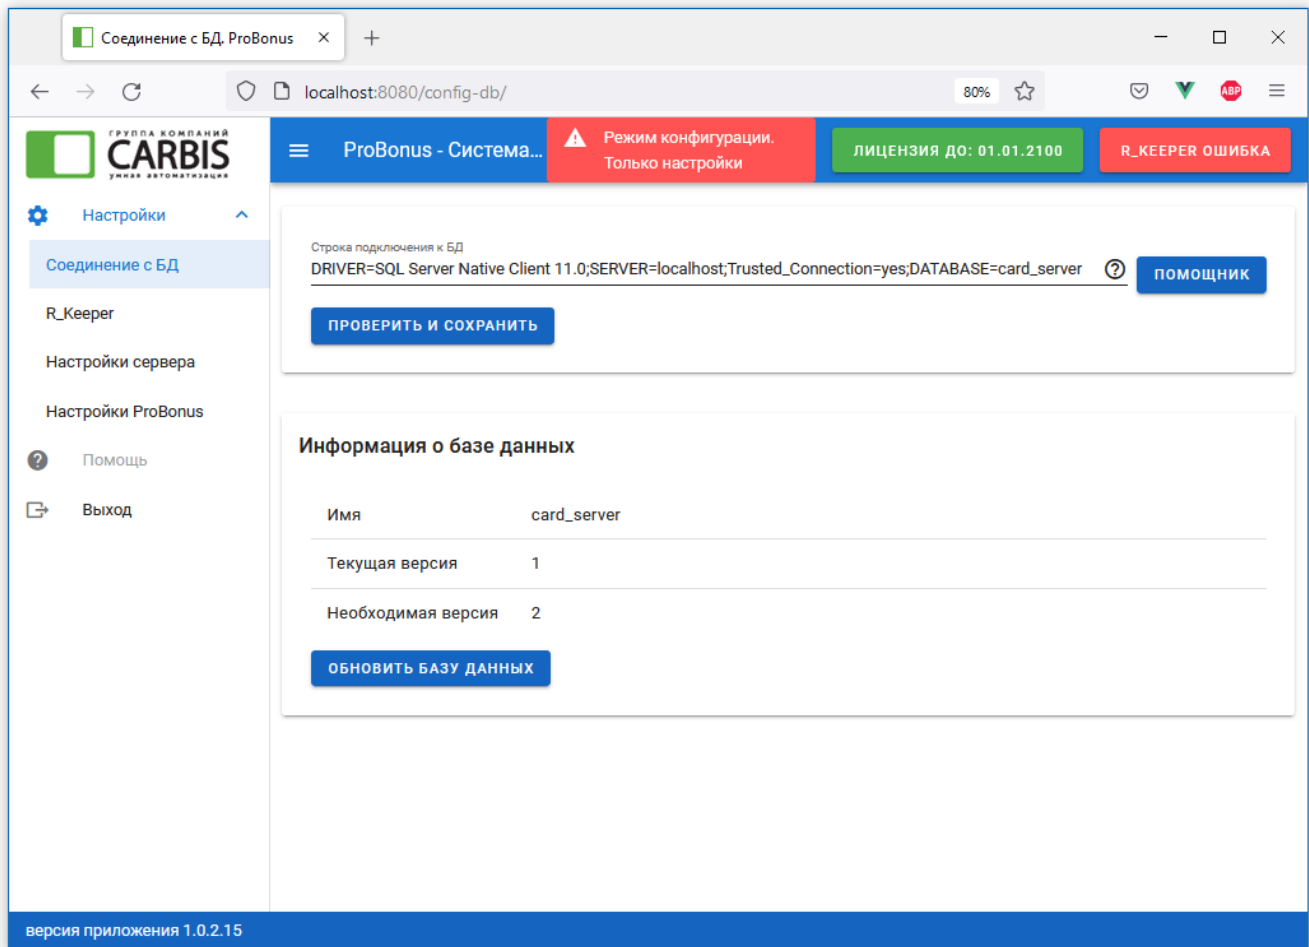 Соединение с БД. ProBonus
localhost:8080/config-db/
80%
ABP
ГРУППА КОМПАНИЙ
CARBIS
умная автоматизация
ProBonus - Система...
Режим конфигурации.
Только настройки
ЛИЦЕНЗИЯ ДО: 01.01.2100
R_KEEPER ОШИБКА
Настройки
Соединение с БД
R_Keeper
Настройки сервера
Настройки ProBonus
Помощь
Выход
Строка подключения к БД
DRIVER=SQL Server Native Client 11.0;SERVER=localhost;Trusted_Connection=yes;DATABASE=card_server
ПОМОЩНИК
ПРОВЕРИТЬ И СОХРАНИТЬ
Информация о базе данных
Имя card_server
Текущая версия 1
Необходимая версия 2
ОБНОВИТЬ БАЗУ ДАННЫХ
версия приложения 1.0.2.15